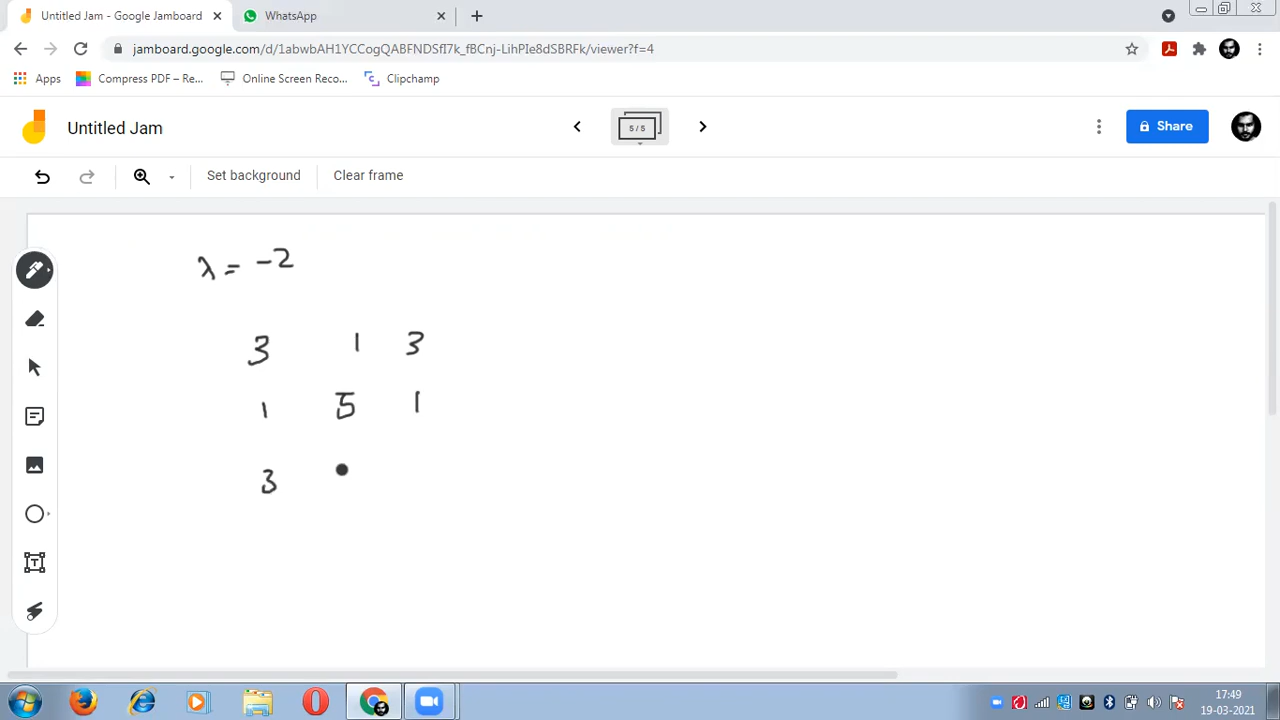 Untitled Jam - Google Jamboard
WhatsApp
jamboard.google.com/d/1abwbAH1YCCogQABFNDSfI7k_fBCnj-LihPIe8dSBRFk/viewer?f=4
Apps
Compress PDF – Re...
Online Screen Reco...
Clipchamp
Untitled Jam
5 / 5
Share
Set background
Clear frame
λ = -2
3 1 3
1 5 1
3
17:49
19-03-2021